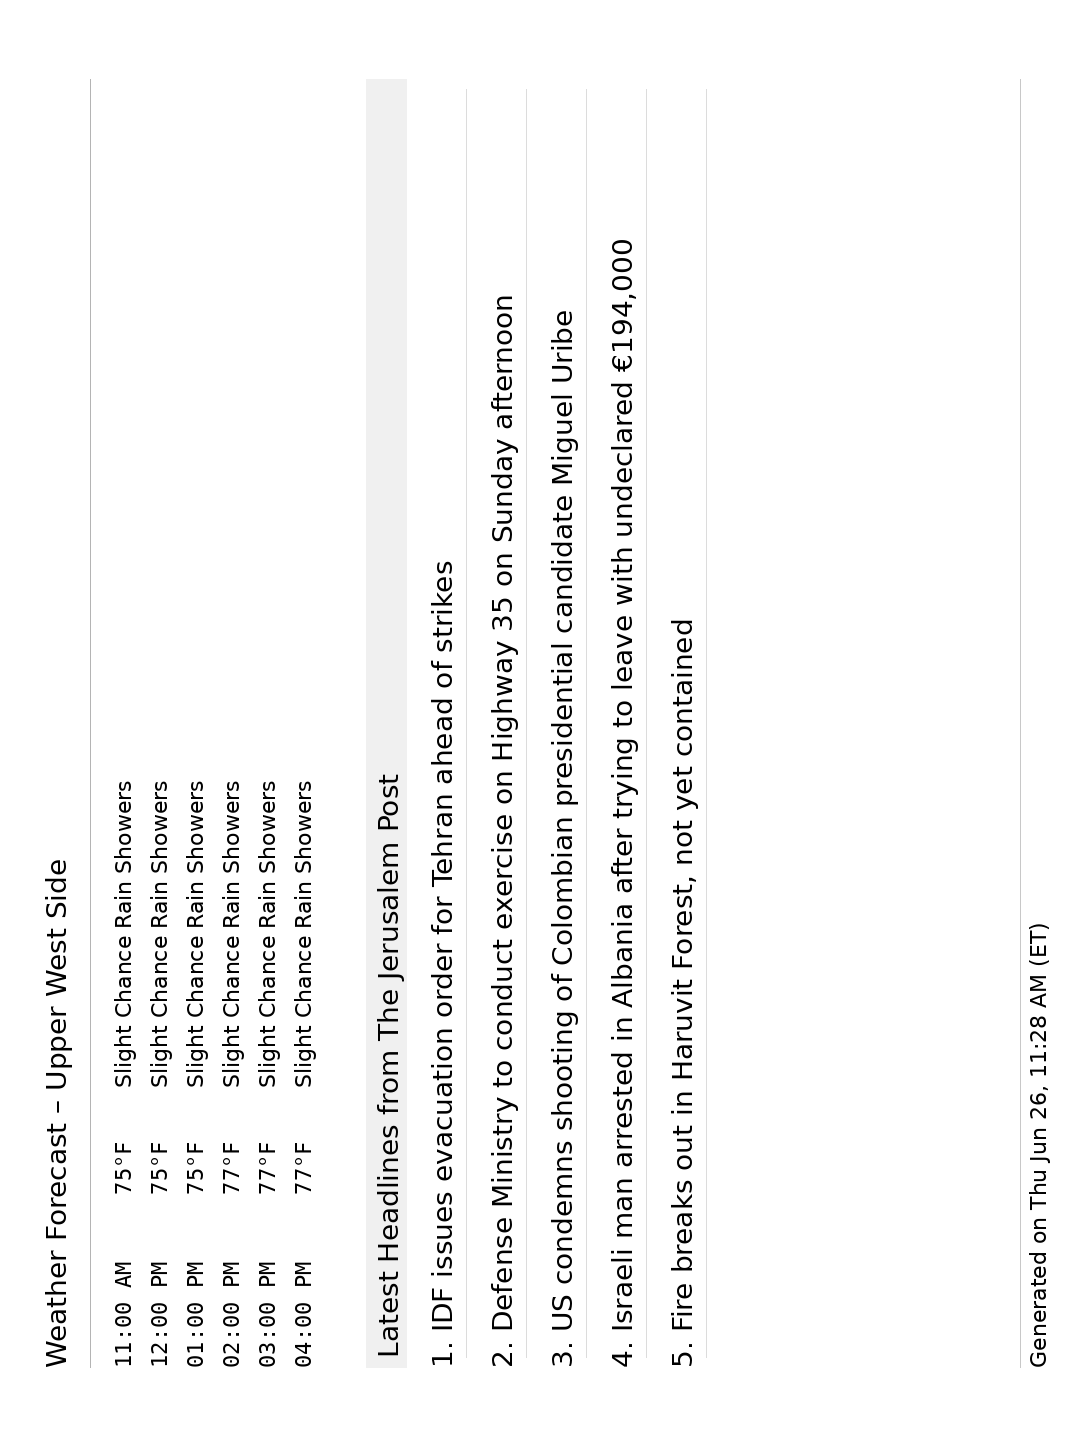 Weather Forecast – Upper West Side
11:00 AM 75°F Slight Chance Rain Showers
12:00 PM 75°F Slight Chance Rain Showers
01:00 PM 75°F Slight Chance Rain Showers
02:00 PM 77°F Slight Chance Rain Showers
03:00 PM 77°F Slight Chance Rain Showers
04:00 PM 77°F Slight Chance Rain Showers
Latest Headlines from The Jerusalem Post
1. IDF issues evacuation order for Tehran ahead of strikes
2. Defense Ministry to conduct exercise on Highway 35 on Sunday afternoon
3. US condemns shooting of Colombian presidential candidate Miguel Uribe
4. Israeli man arrested in Albania after trying to leave with undeclared €194,000
5. Fire breaks out in Haruvit Forest, not yet contained
Generated on Thu Jun 26, 11:28 AM (ET)